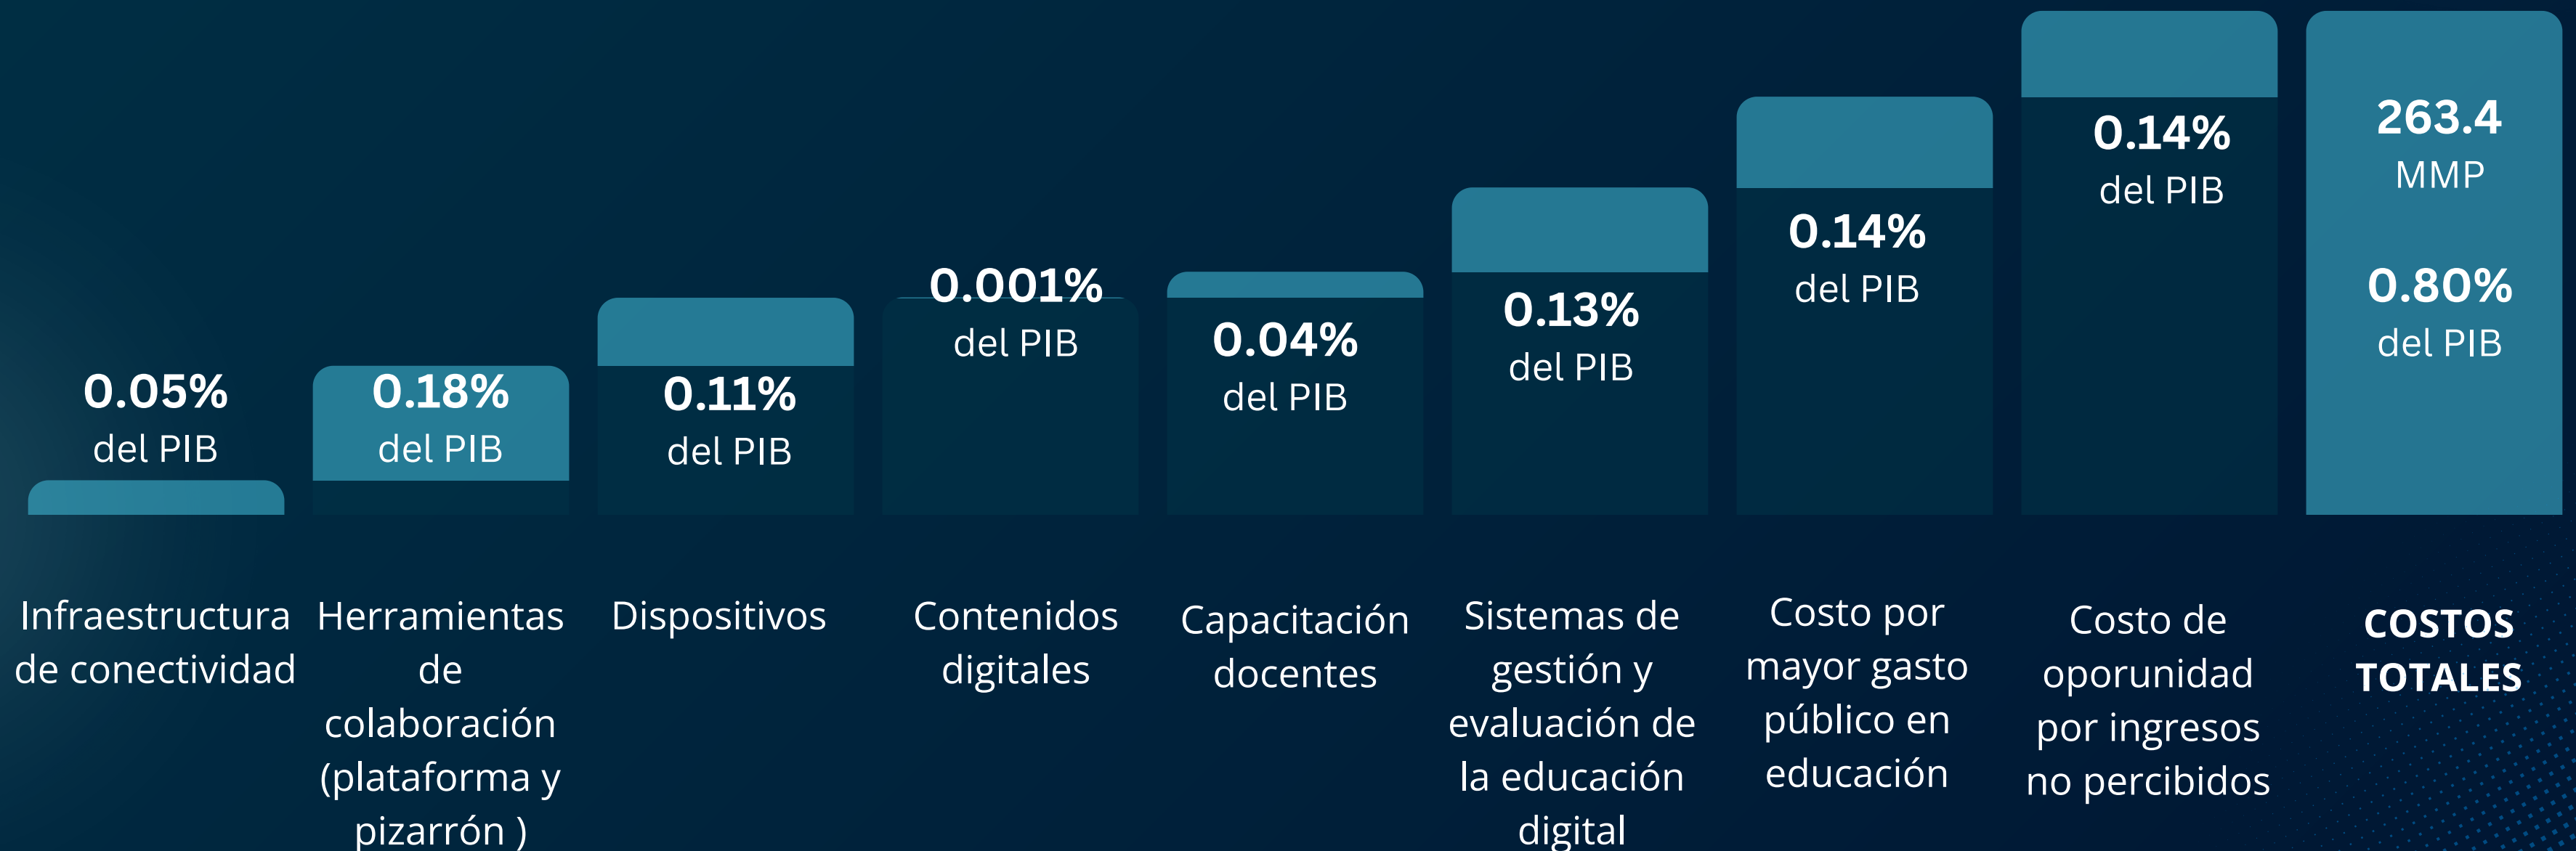 0.05%
del PIB
0.18%
del PIB
0.11%
del PIB
0.001%
del PIB
0.04%
del PIB
0.13%
del PIB
0.14%
del PIB
0.14%
del PIB
263.4
MMP
0.80%
del PIB
Infraestructura
de conectividad
Herramientas
de
colaboración
(plataforma y
pizarrón )
Dispositivos
Contenidos
digitales
Capacitación
docentes
Sistemas de
gestión y
evaluación de
la educación
digital
Costo por
mayor gasto
público en
educación
Costo de
oporunidad
por ingresos
no percibidos
COSTOS
TOTALES